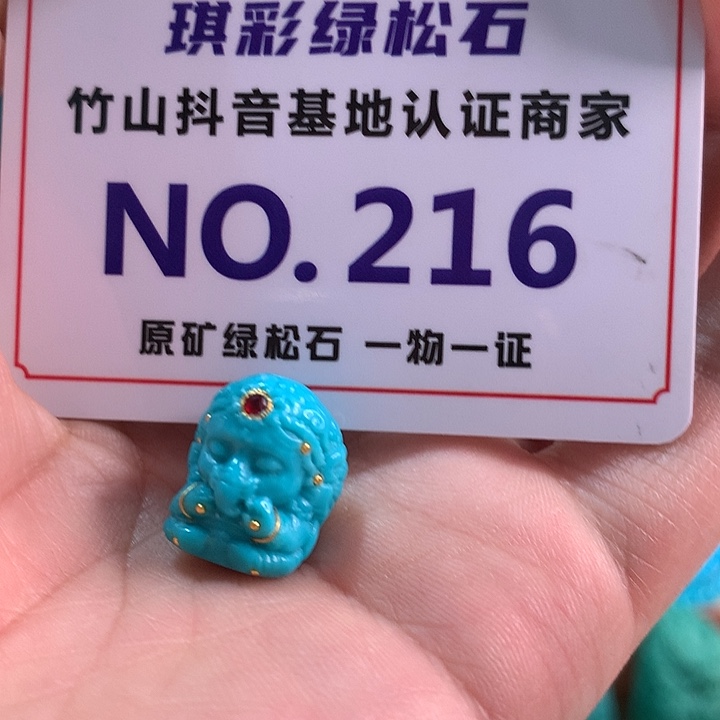 琪彩绿松石
竹山抖音基地认证商家
NO.216
原矿绿松石 一物一证